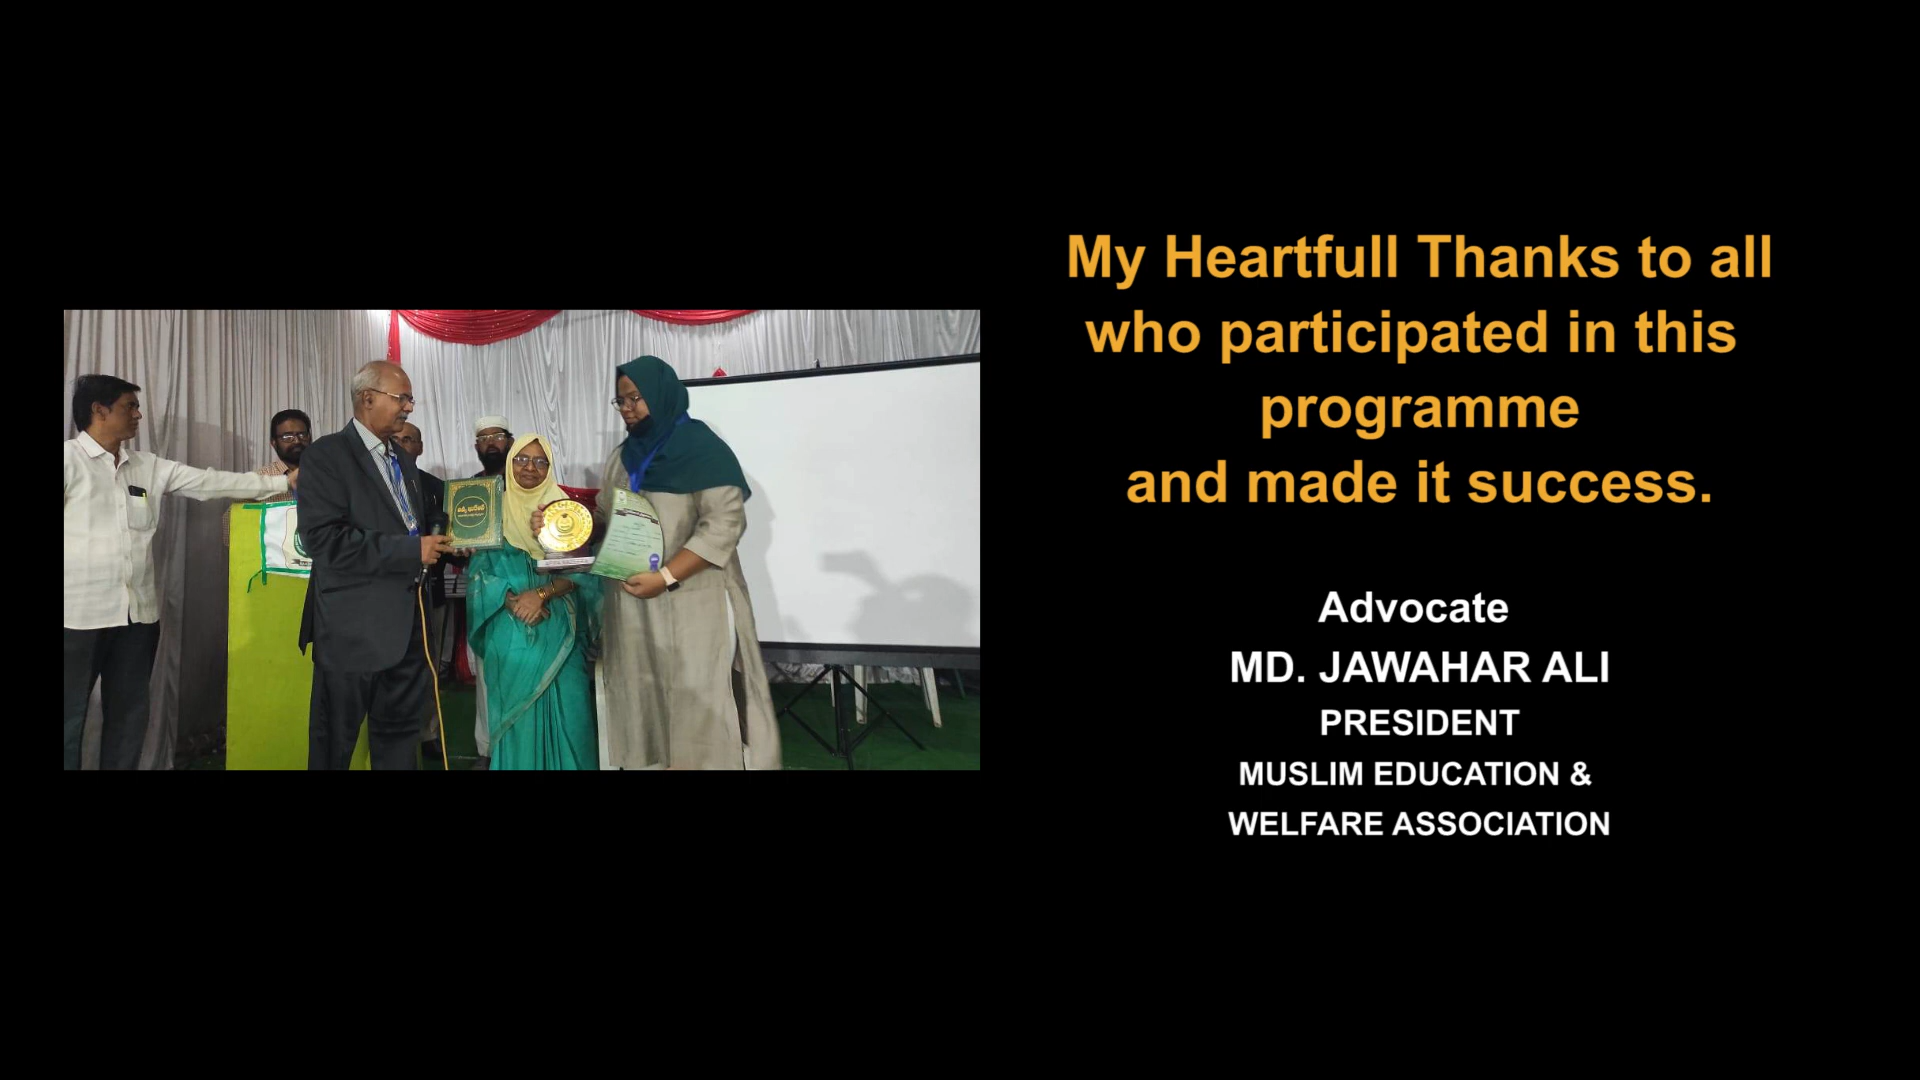 My Heartfull Thanks to all
who participated in this
programme
and made it success.
Advocate
MD. JAWAHAR ALI
PRESIDENT
MUSLIM EDUCATION &
WELFARE ASSOCIATION